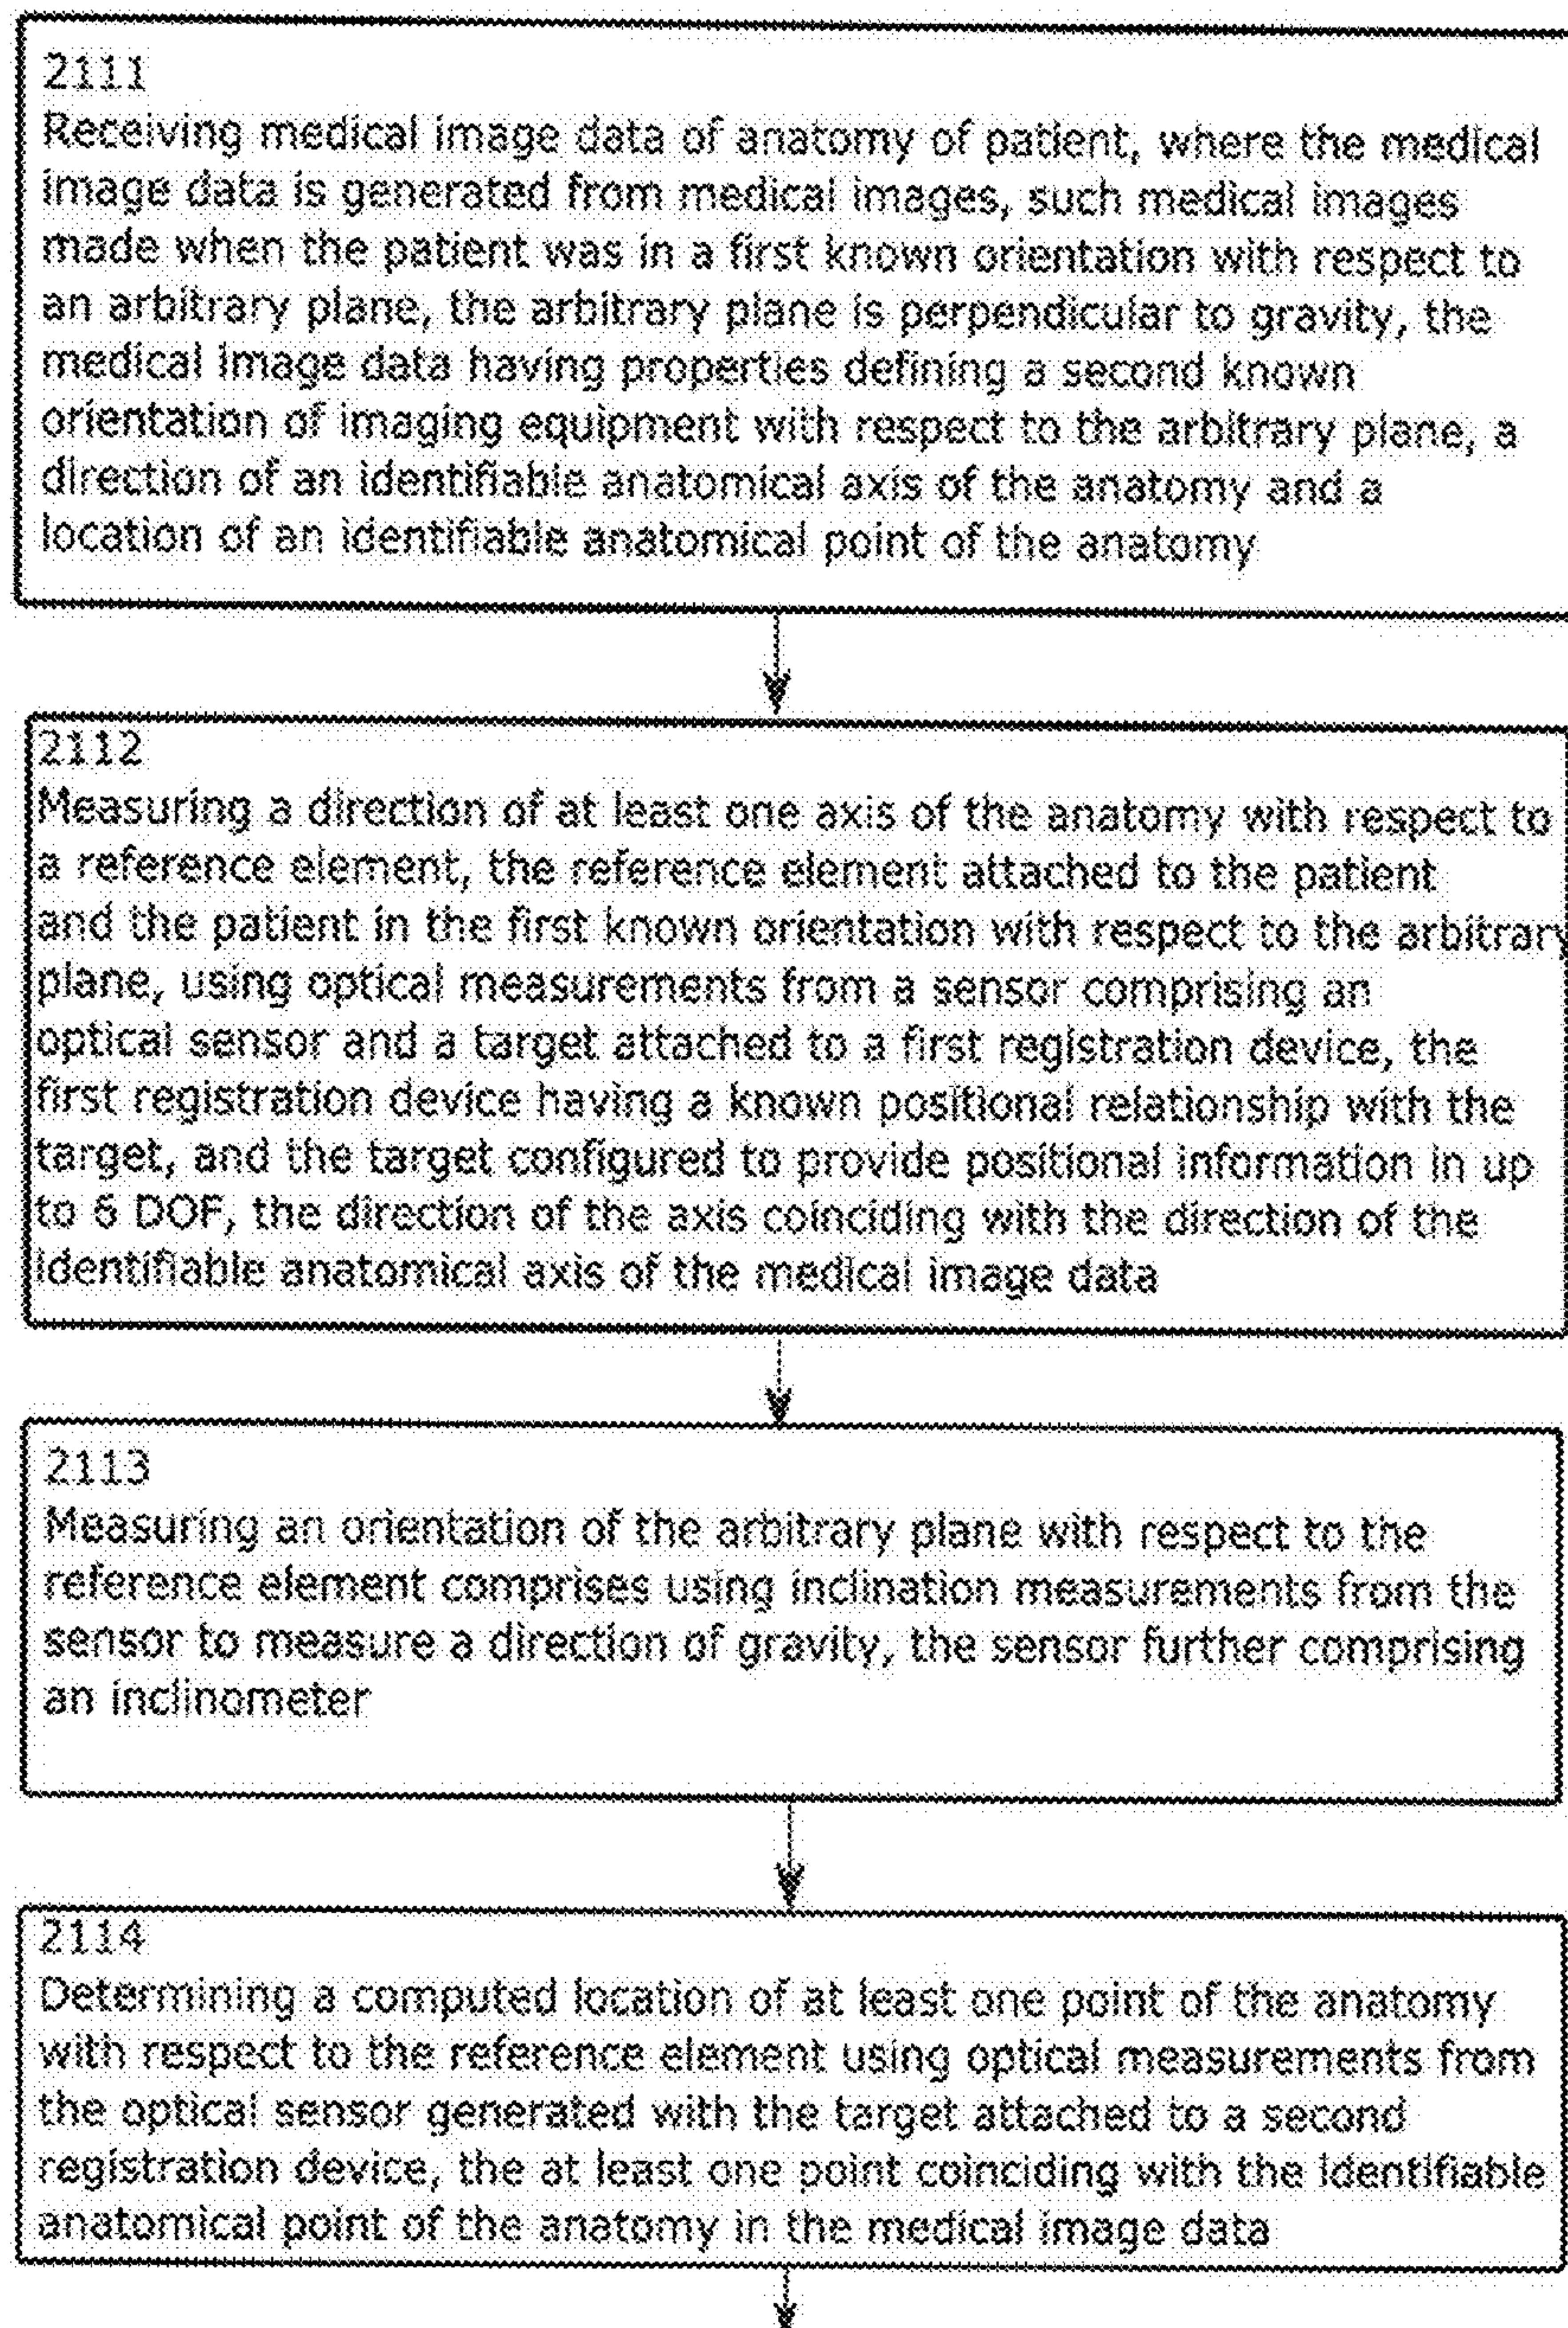 2111
Receiving medical image data of anatomy of patient, where the medical
image data is generated from medical images, such medical images
made when the patient was in a first known orientation with respect to
an arbitrary plane, the arbitrary plane is perpendicular to gravity, the
medical image data having properties defining a second known
orientation of imaging equipment with respect to the arbitrary plane, a
direction of an identifiable anatomical axis of the anatomy and a
location of an identifiable anatomical point of the anatomy
2112
Measuring a direction of at least one axis of the anatomy with respect to
a reference element, the reference element attached to the patient
and the patient in the first known orientation with respect to the arbitrary
plane, using optical measurements from a sensor comprising an
optical sensor and a target attached to a first registration device, the
first registration device having a known positional relationship with the
target, and the target configured to provide positional information in up
to 6 DOF, the direction of the axis coinciding with the direction of the
identifiable anatomical axis of the medical image data
2113
Measuring an orientation of the arbitrary plane with respect to the
reference element comprises using inclination measurements from the
sensor to measure a direction of gravity, the sensor further comprising
an inclinometer
2114
Determining a computed location of at least one point of the anatomy
with respect to the reference element using optical measurements from
the optical sensor generated with the target attached to a second
registration device, the at least one point coinciding with the identifiable
anatomical point of the anatomy in the medical image data